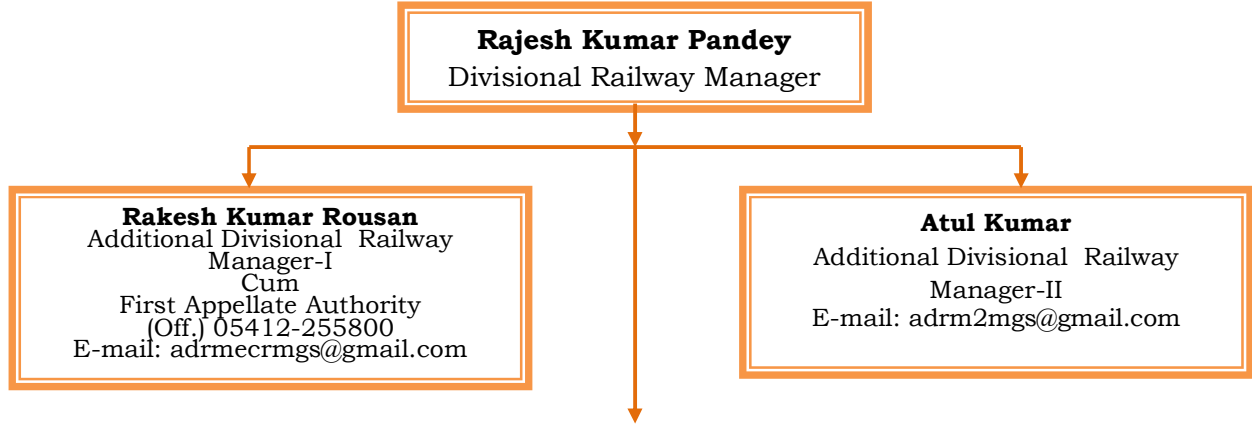 Rajesh Kumar Pandey
Divisional Railway Manager
Rakesh Kumar Rousan
Additional Divisional Railway
Manager-I
Cum
First Appellate Authority
(Off.) 05412-255800
E-mail: adrmecrmgs@gmail.com
Atul Kumar
Additional Divisional Railway
Manager-II
E-mail: adrm2mgs@gmail.com